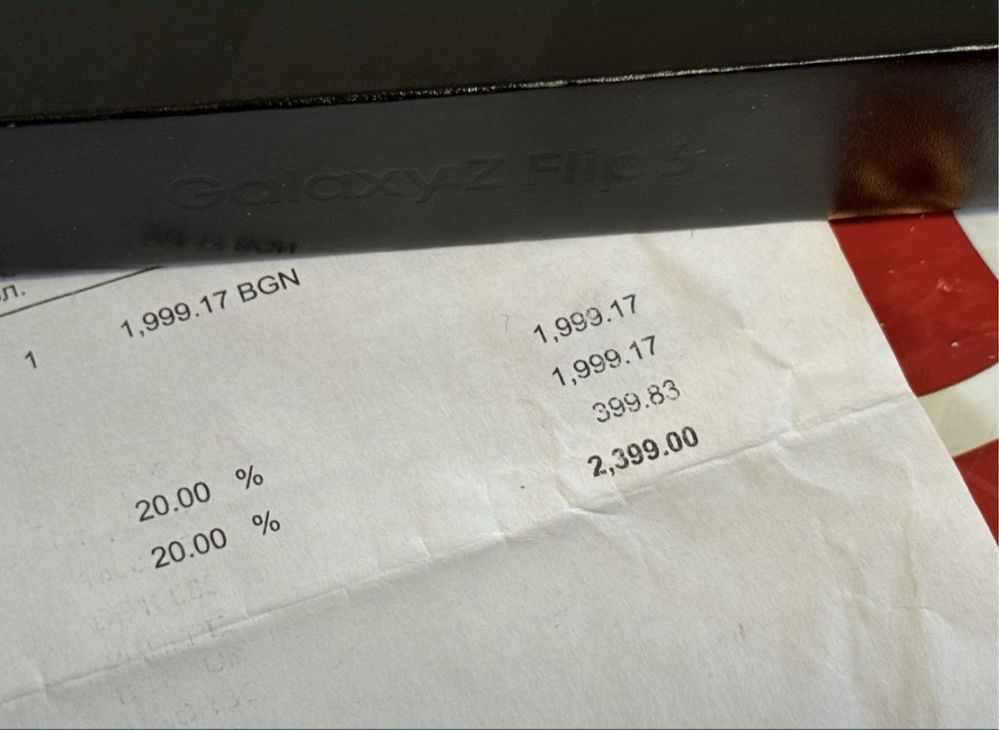 Galaxy Z Flip5
л.
1 1,999.17 BGN 1,999.17
1,999.17
20.00 % 399.83
20.00 % 2,399.00